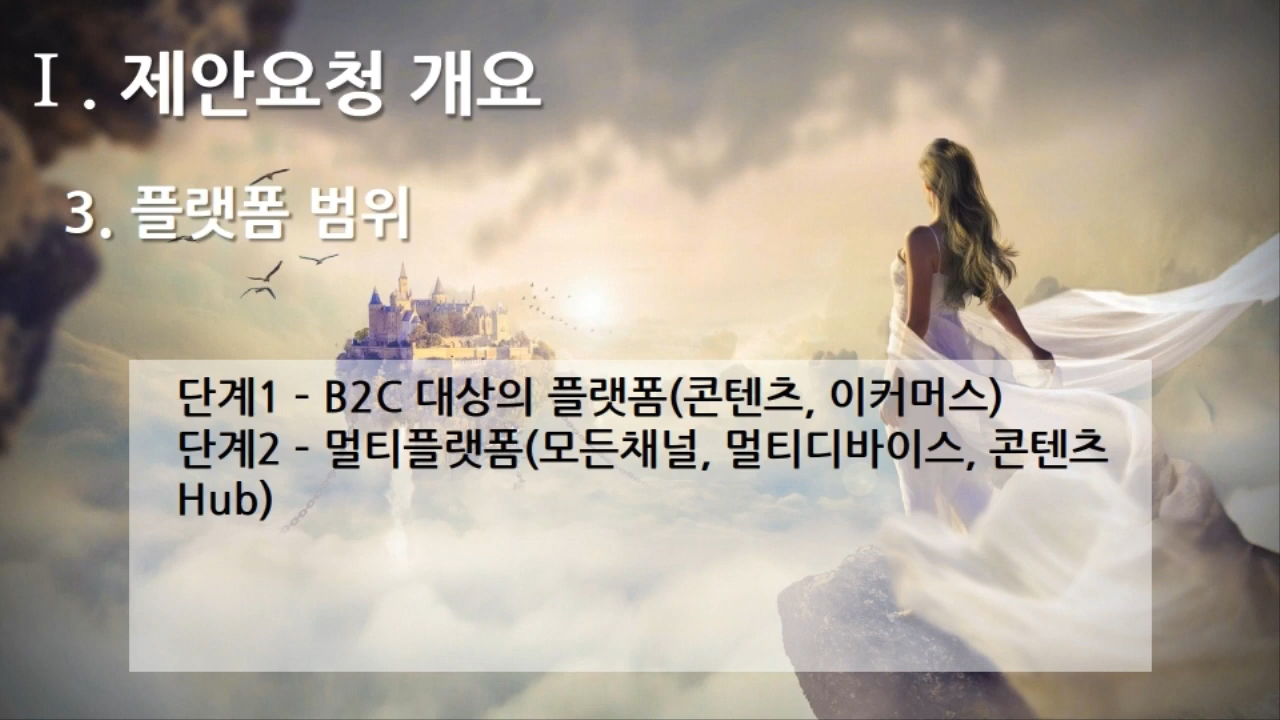 Ⅰ. 제안요청 개요
3. 플랫폼 범위
단계1 - B2C 대상의 플랫폼(콘텐츠, 이커머스)
단계2 - 멀티플랫폼(모든채널, 멀티디바이스, 콘텐츠
Hub)